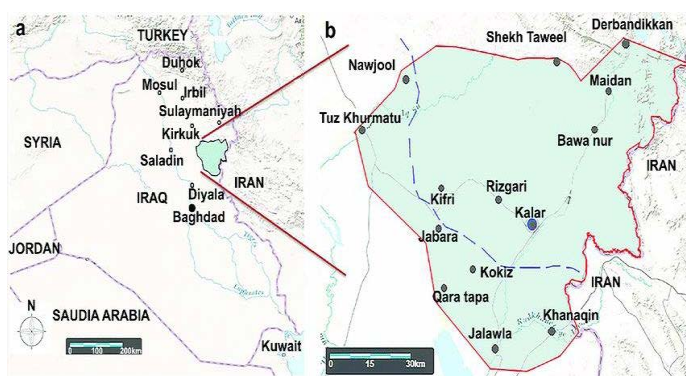 a
TURKEY
Duhok
Mosul
Irbil
Sulaymaniyah
Kirkuk
SYRIA
Saladin
IRAN
IRAQ
Diyala
Baghdad
JORDAN
N
SAUDIA ARABIA
0 100 200km
Kuwait
b
Derbandikkan
Shekh Taweel
Nawjool
Maidan
Tuz Khurmatu
Bawa nur
IRAN
Kifri
Rizgari
Kalar
Jabara
Kokiz
IRAN
Qara tapa
Khanaqin
Jalawla
0 15 30km